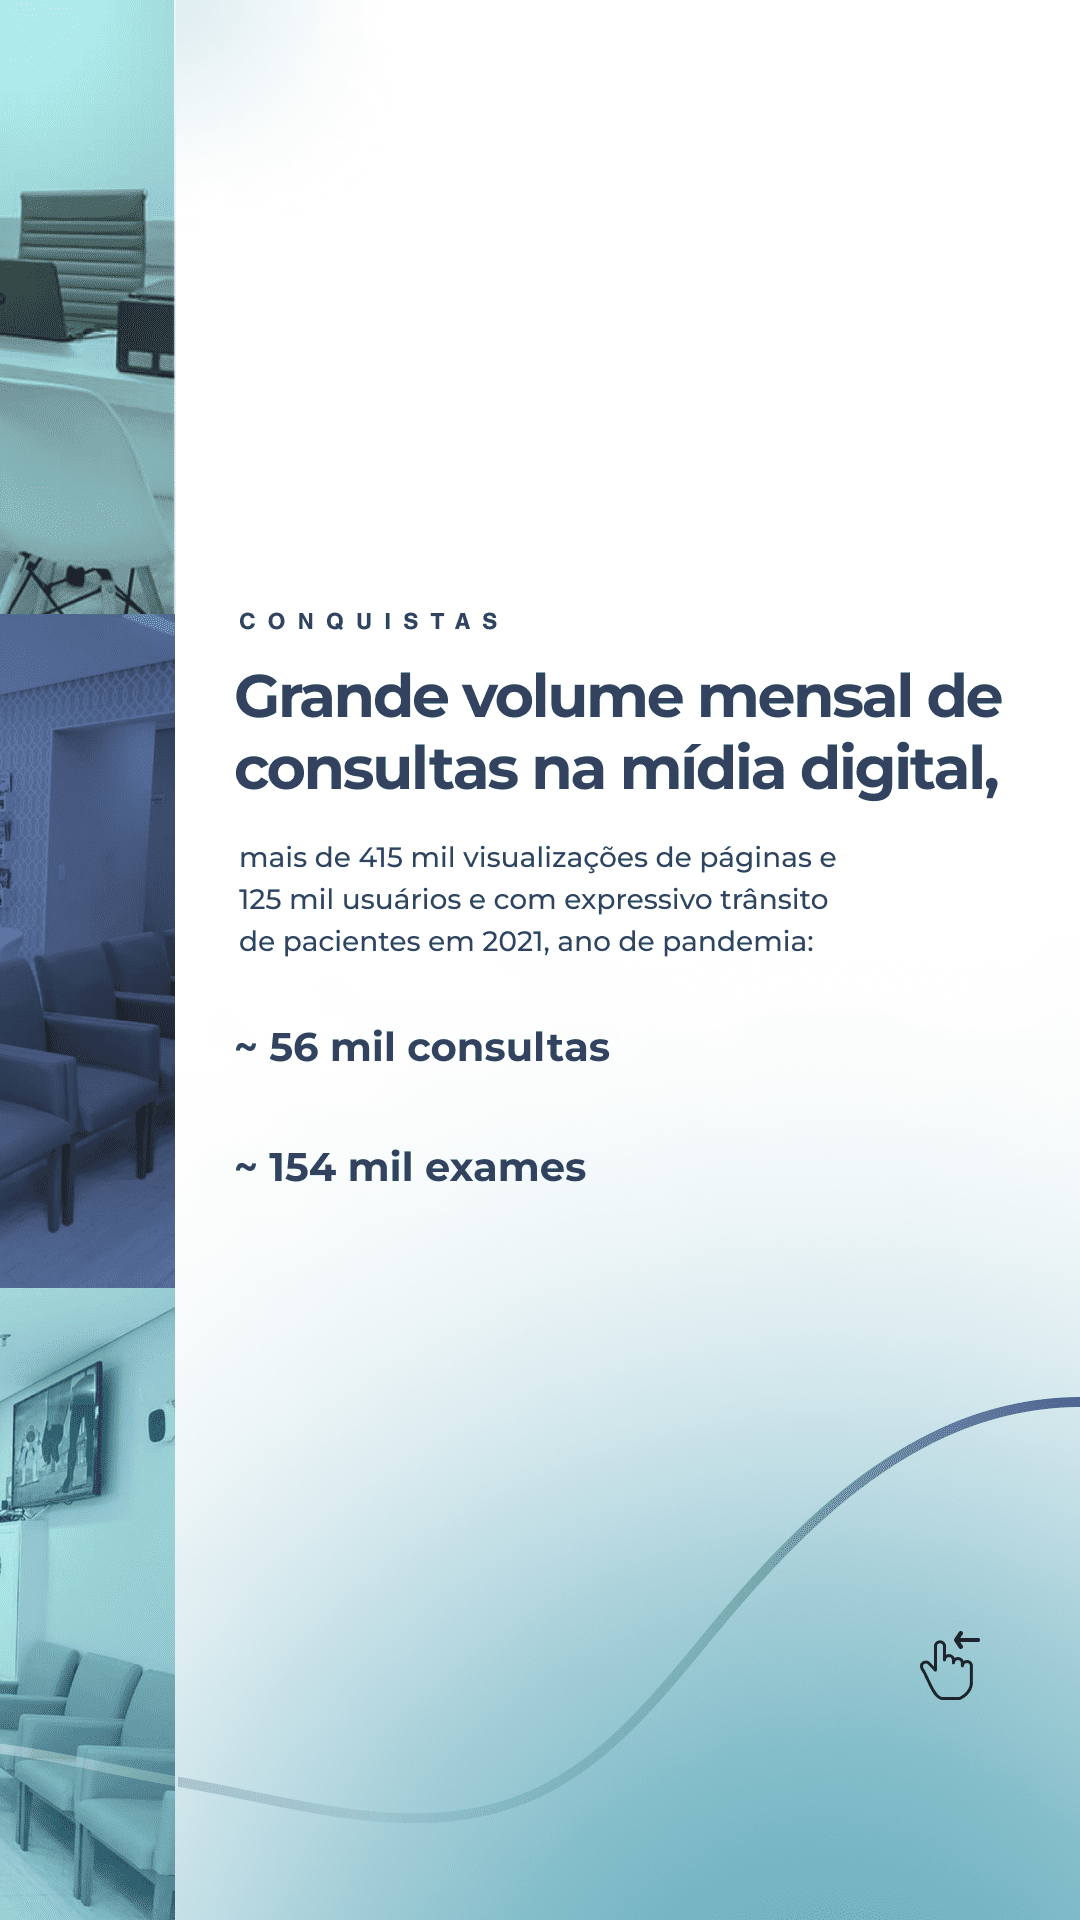 CONQUISTAS
Grande volume mensal de
consultas na mídia digital,
mais de 415 mil visualizações de páginas e
125 mil usuários e com expressivo trânsito
de pacientes em 2021, ano de pandemia:
~ 56 mil consultas
~ 154 mil exames